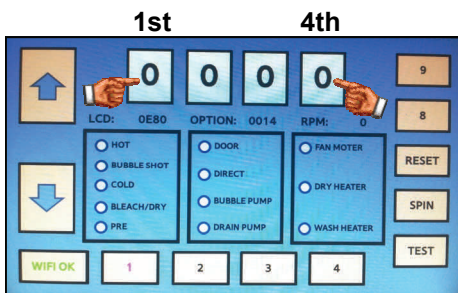 1st 4th
0 0 0 0
9
8
LCD: 0E80 OPTION: 0014 RPM: 0
HOT
BUBBLE SHOT
COLD
BLEACH/DRY
PRE
DOOR
DIRECT
BUBBLE PUMP
DRAIN PUMP
FAN MOTER
DRY HEATER
WASH HEATER
RESET
SPIN
TEST
WIFI OK 1 2 3 4